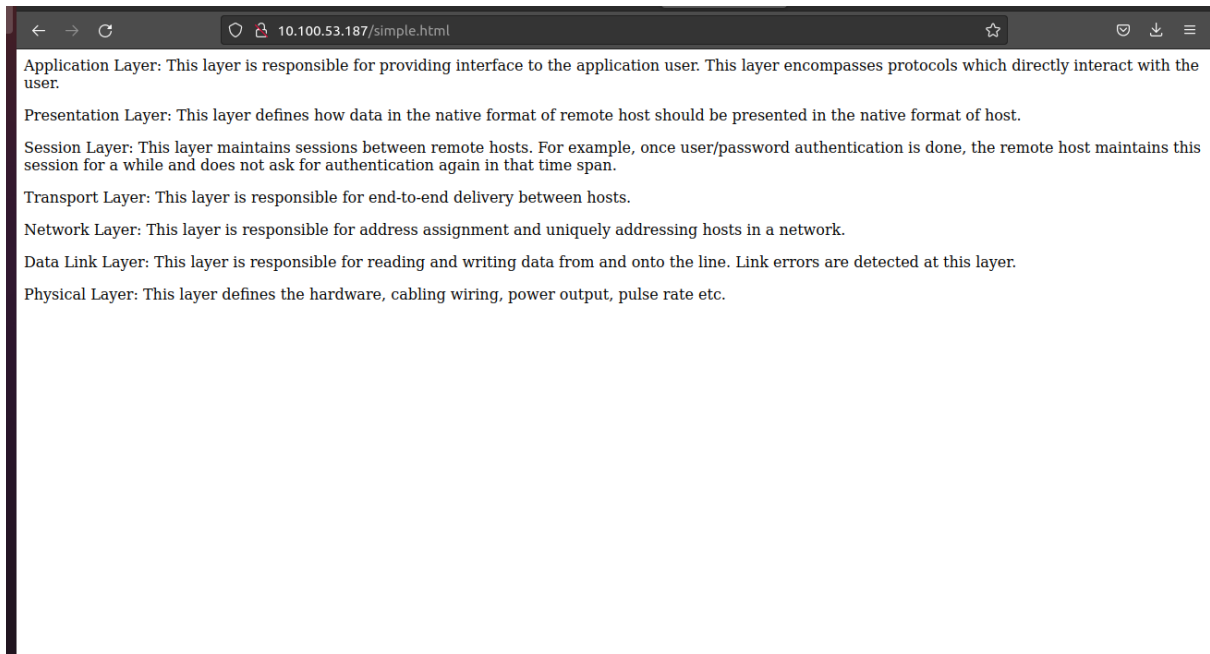 10.100.53.187/simple.html
Application Layer: This layer is responsible for providing interface to the application user. This layer encompasses protocols which directly interact with the
user.
Presentation Layer: This layer defines how data in the native format of remote host should be presented in the native format of host.
Session Layer: This layer maintains sessions between remote hosts. For example, once user/password authentication is done, the remote host maintains this
session for a while and does not ask for authentication again in that time span.
Transport Layer: This layer is responsible for end-to-end delivery between hosts.
Network Layer: This layer is responsible for address assignment and uniquely addressing hosts in a network.
Data Link Layer: This layer is responsible for reading and writing data from and onto the line. Link errors are detected at this layer.
Physical Layer: This layer defines the hardware, cabling wiring, power output, pulse rate etc.